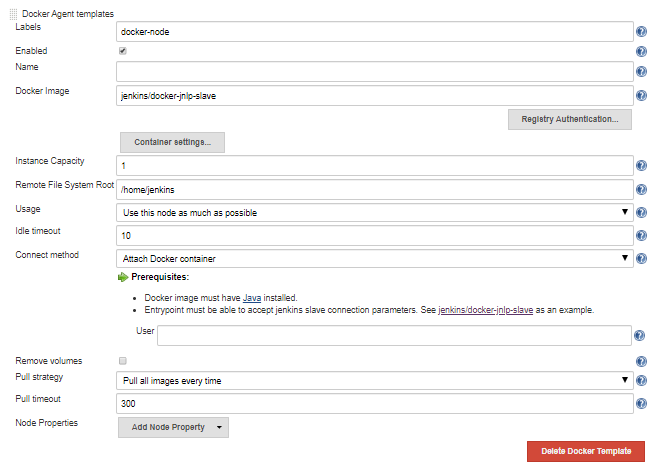 Docker Agent templates
Labels docker-node
Enabled
Name
Docker Image jenkins/docker-jnlp-slave
Registry Authentication...
Container settings...
Instance Capacity 1
Remote File System Root /home/jenkins
Usage Use this node as much as possible
Idle timeout 10
Connect method Attach Docker container
Prerequisites:
Docker image must have Java installed.
Entrypoint must be able to accept jenkins slave connection parameters. See jenkins/docker-jnlp-slave as an example.
User
Remove volumes
Pull strategy Pull all images every time
Pull timeout 300
Node Properties Add Node Property
Delete Docker Template